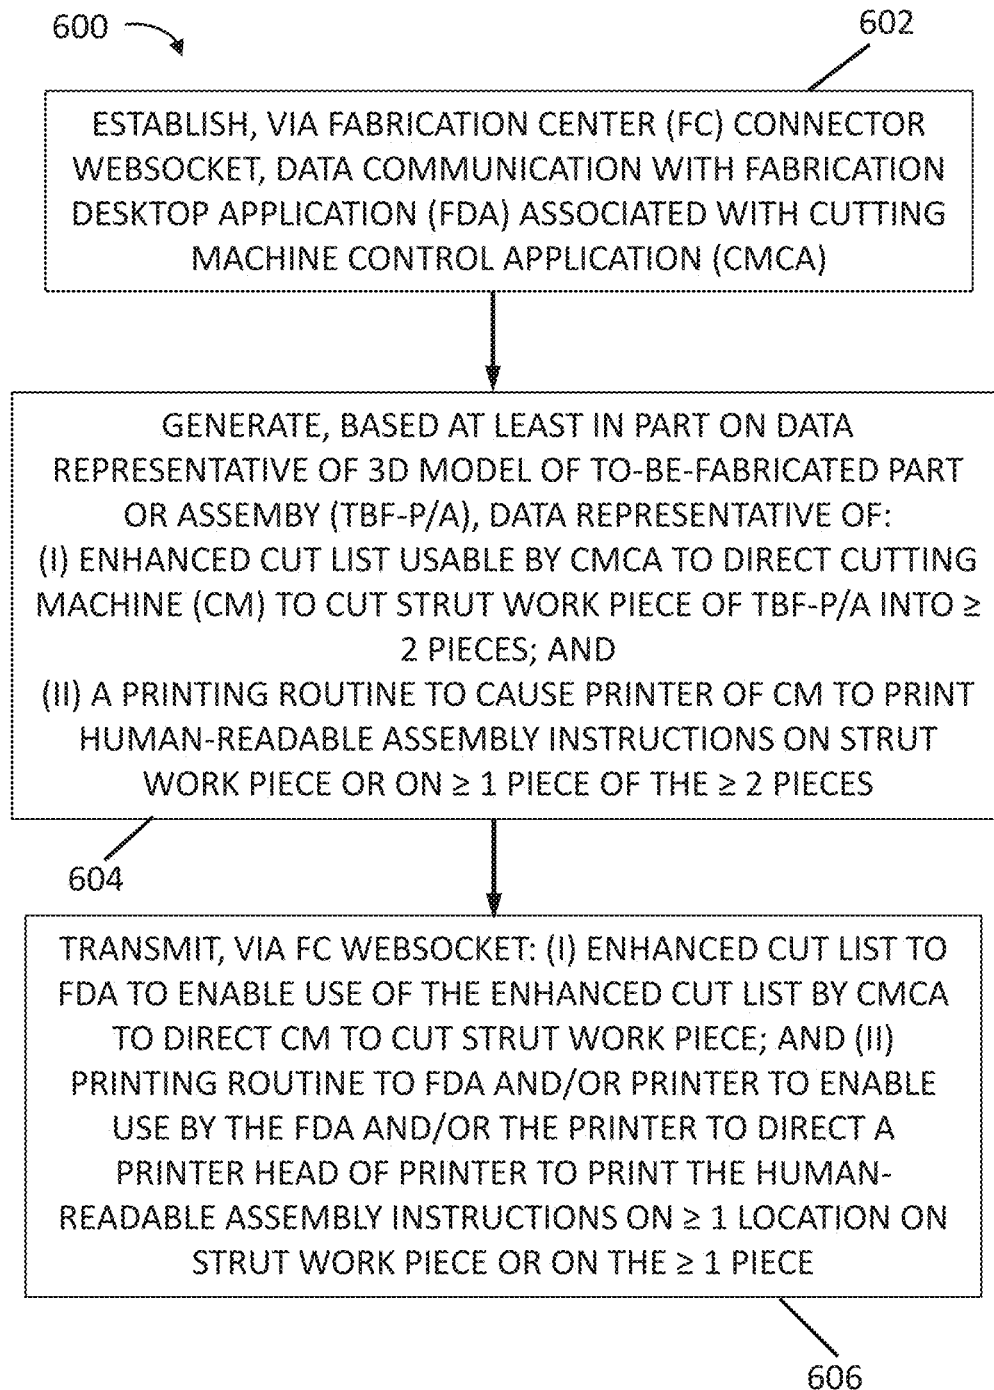 600
602
ESTABLISH, VIA FABRICATION CENTER (FC) CONNECTOR
WEBSOCKET, DATA COMMUNICATION WITH FABRICATION
DESKTOP APPLICATION (FDA) ASSOCIATED WITH CUTTING
MACHINE CONTROL APPLICATION (CMCA)
GENERATE, BASED AT LEAST IN PART ON DATA
REPRESENTATIVE OF 3D MODEL OF TO-BE-FABRICATED PART
OR ASSEMBY (TBF-P/A), DATA REPRESENTATIVE OF:
(I) ENHANCED CUT LIST USABLE BY CMCA TO DIRECT CUTTING
MACHINE (CM) TO CUT STRUT WORK PIECE OF TBF-P/A INTO ≥
2 PIECES; AND
(II) A PRINTING ROUTINE TO CAUSE PRINTER OF CM TO PRINT
HUMAN-READABLE ASSEMBLY INSTRUCTIONS ON STRUT
WORK PIECE OR ON ≥ 1 PIECE OF THE ≥ 2 PIECES
604
TRANSMIT, VIA FC WEBSOCKET: (I) ENHANCED CUT LIST TO
FDA TO ENABLE USE OF THE ENHANCED CUT LIST BY CMCA
TO DIRECT CM TO CUT STRUT WORK PIECE; AND (II)
PRINTING ROUTINE TO FDA AND/OR PRINTER TO ENABLE
USE BY THE FDA AND/OR THE PRINTER TO DIRECT A
PRINTER HEAD OF PRINTER TO PRINT THE HUMAN-
READABLE ASSEMBLY INSTRUCTIONS ON ≥ 1 LOCATION ON
STRUT WORK PIECE OR ON THE ≥ 1 PIECE
606